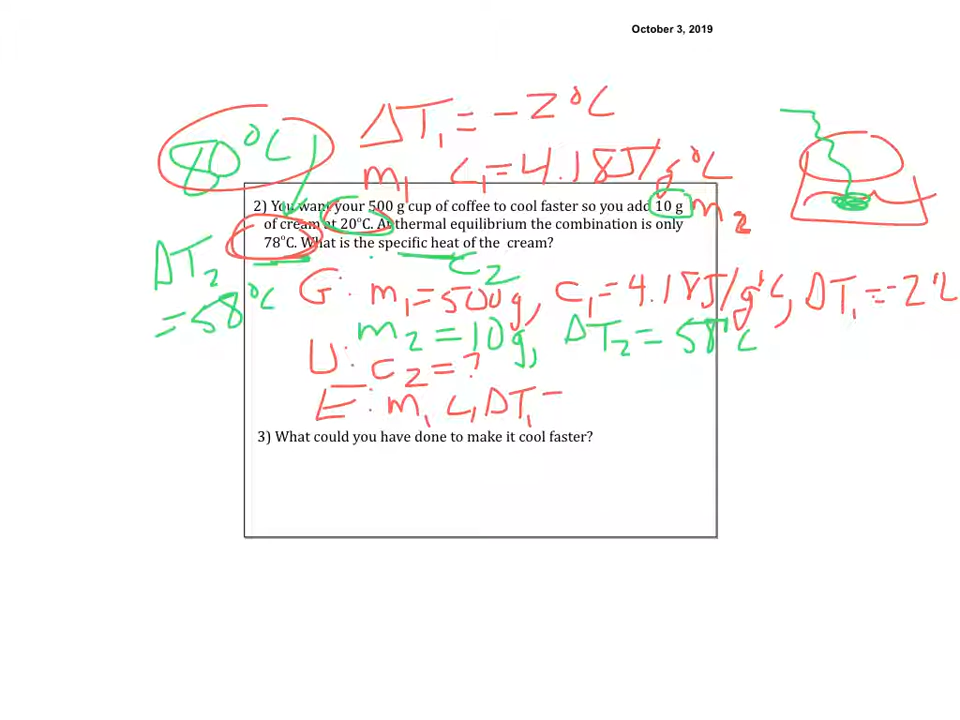 October 3, 2019
80°C
ΔT₁ = -2°C
m₁ c₁=4.18J/g°C
2) You want your 500 g cup of coffee to cool faster so you add 10 g
m₂
of cream at 20°C. At thermal equilibrium the combination is only
78°C. What is the specific heat of the cream?
c₂
ΔT₂
=58°C
G: m₁=500g, c₁=4.18J/g°C, ΔT₁=-2°C
m₂=10g, ΔT₂=58°C
U: c₂=?
E: m₁c₁ΔT₁=
3) What could you have done to make it cool faster?